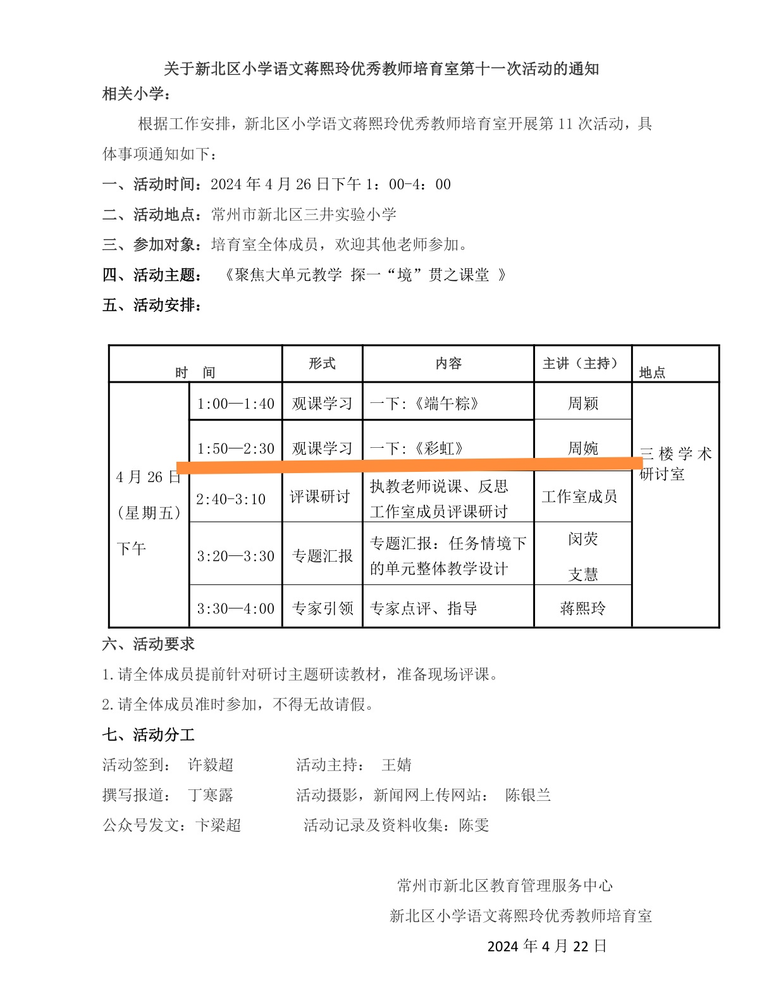 关于新北区小学语文蒋熙玲优秀教师培育室第十一次活动的通知
相关小学：
根据工作安排，新北区小学语文蒋熙玲优秀教师培育室开展第 11 次活动，具
体事项通知如下：
一、活动时间：2024 年 4 月 26 日下午 1：00-4：00
二、活动地点：常州市新北区三井实验小学
三、参加对象：培育室全体成员，欢迎其他老师参加。
四、活动主题： 《聚焦大单元教学 探一“境”贯之课堂 》
五、活动安排：
时 间 形式 内容 主讲（主持） 地点
1:00—1:40 观课学习 一下:《端午粽》 周颖
1:50—2:30 观课学习 一下:《彩虹》 周婉
三楼学术
研讨室
4 月 26 日
（星期五）
下午
2:40-3:10 评课研讨 执教老师说课、反思
工作室成员评课研讨 工作室成员
3:20—3:30 专题汇报 专题汇报：任务情境下
的单元整体教学设计 闵荧
支慧
3:30—4:00 专家引领 专家点评、指导 蒋熙玲
六、活动要求
1.请全体成员提前针对研讨主题研读教材，准备现场评课。
2.请全体成员准时参加，不得无故请假。
七、活动分工
活动签到： 许毅超 活动主持： 王婧
撰写报道： 丁寒露 活动摄影，新闻网上传网站： 陈银兰
公众号发文：卞梁超 活动记录及资料收集：陈雯
常州市新北区教育管理服务中心
新北区小学语文蒋熙玲优秀教师培育室
2024 年 4 月 22 日